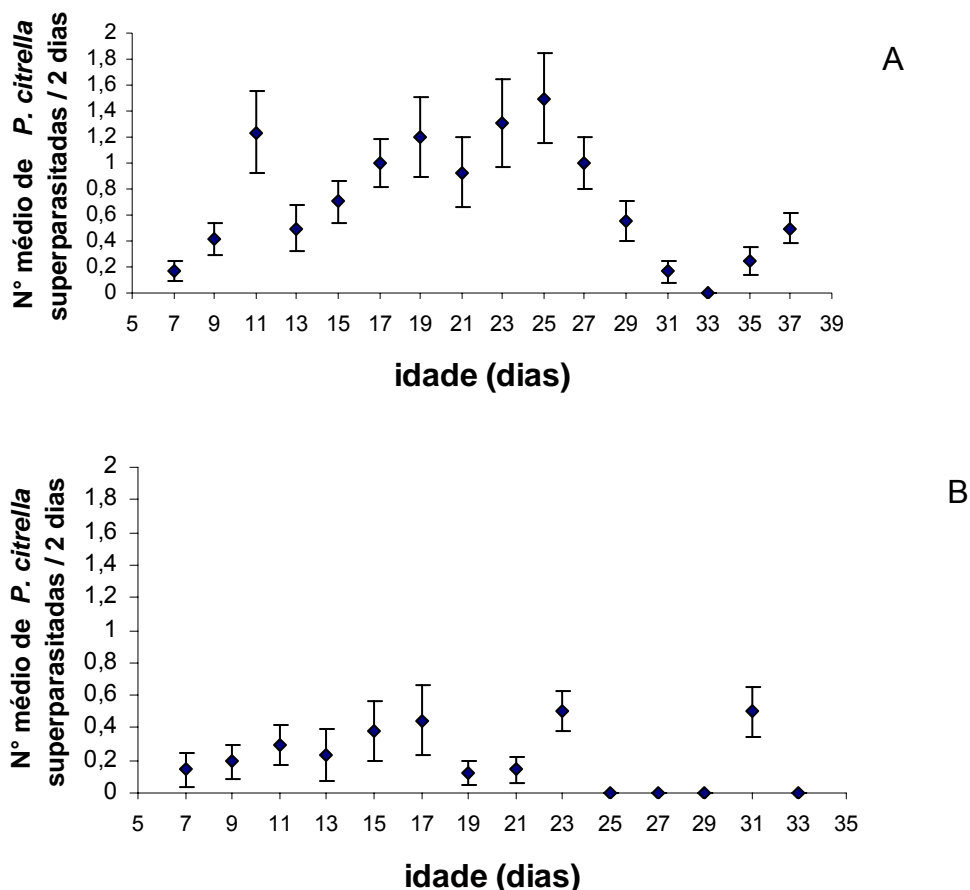 A
N° médio de P. citrella
superparasitadas / 2 dias
2
1,8
1,6
1,4
1,2
1
0,8
0,6
0,4
0,2
0
5 7 9 11 13 15 17 19 21 23 25 27 29 31 33 35 37 39
idade (dias)
B
N° médio de P. citrella
superparasitadas / 2 dias
2
1,8
1,6
1,4
1,2
1
0,8
0,6
0,4
0,2
0
5 7 9 11 13 15 17 19 21 23 25 27 29 31 33 35
idade (dias)